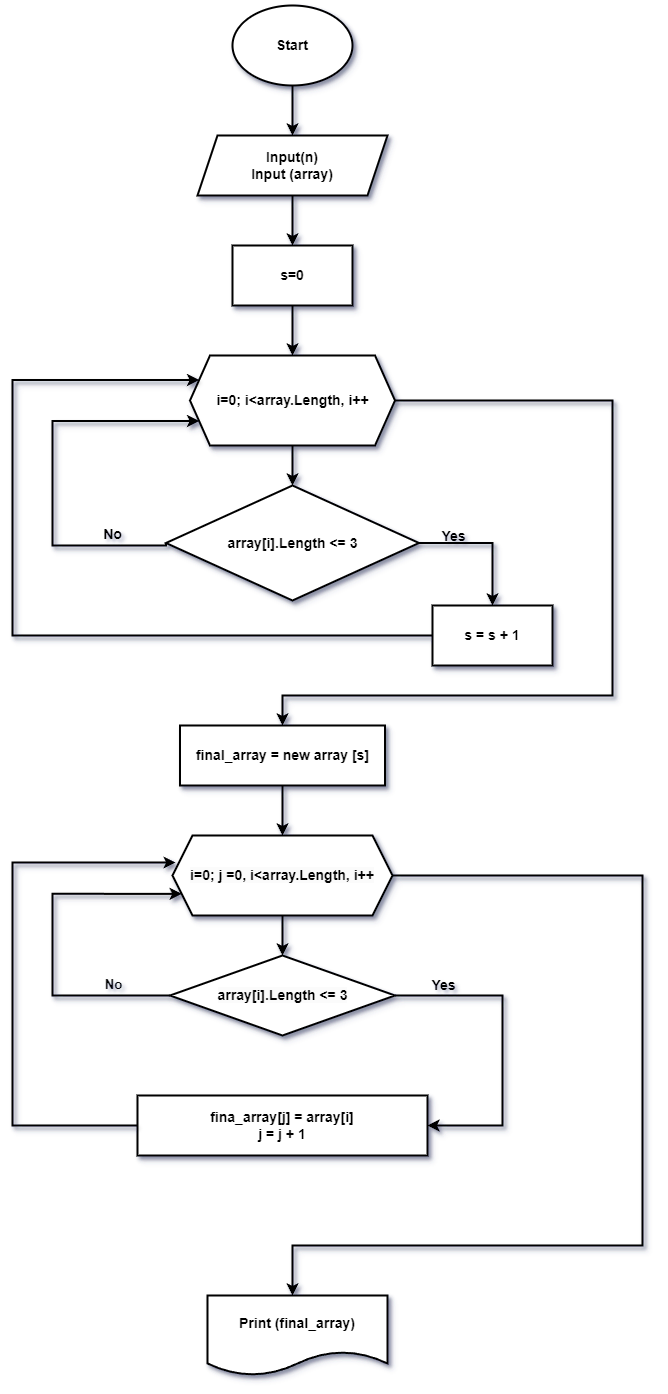 Start
Input(n)
Input (array)
s=0
i=0; i<array.Length, i++
array[i].Length <= 3
No
Yes
s = s + 1
final_array = new array [s]
i=0; j =0, i<array.Length, i++
array[i].Length <= 3
No
Yes
fina_array[j] = array[i]
j = j + 1
Print (final_array)